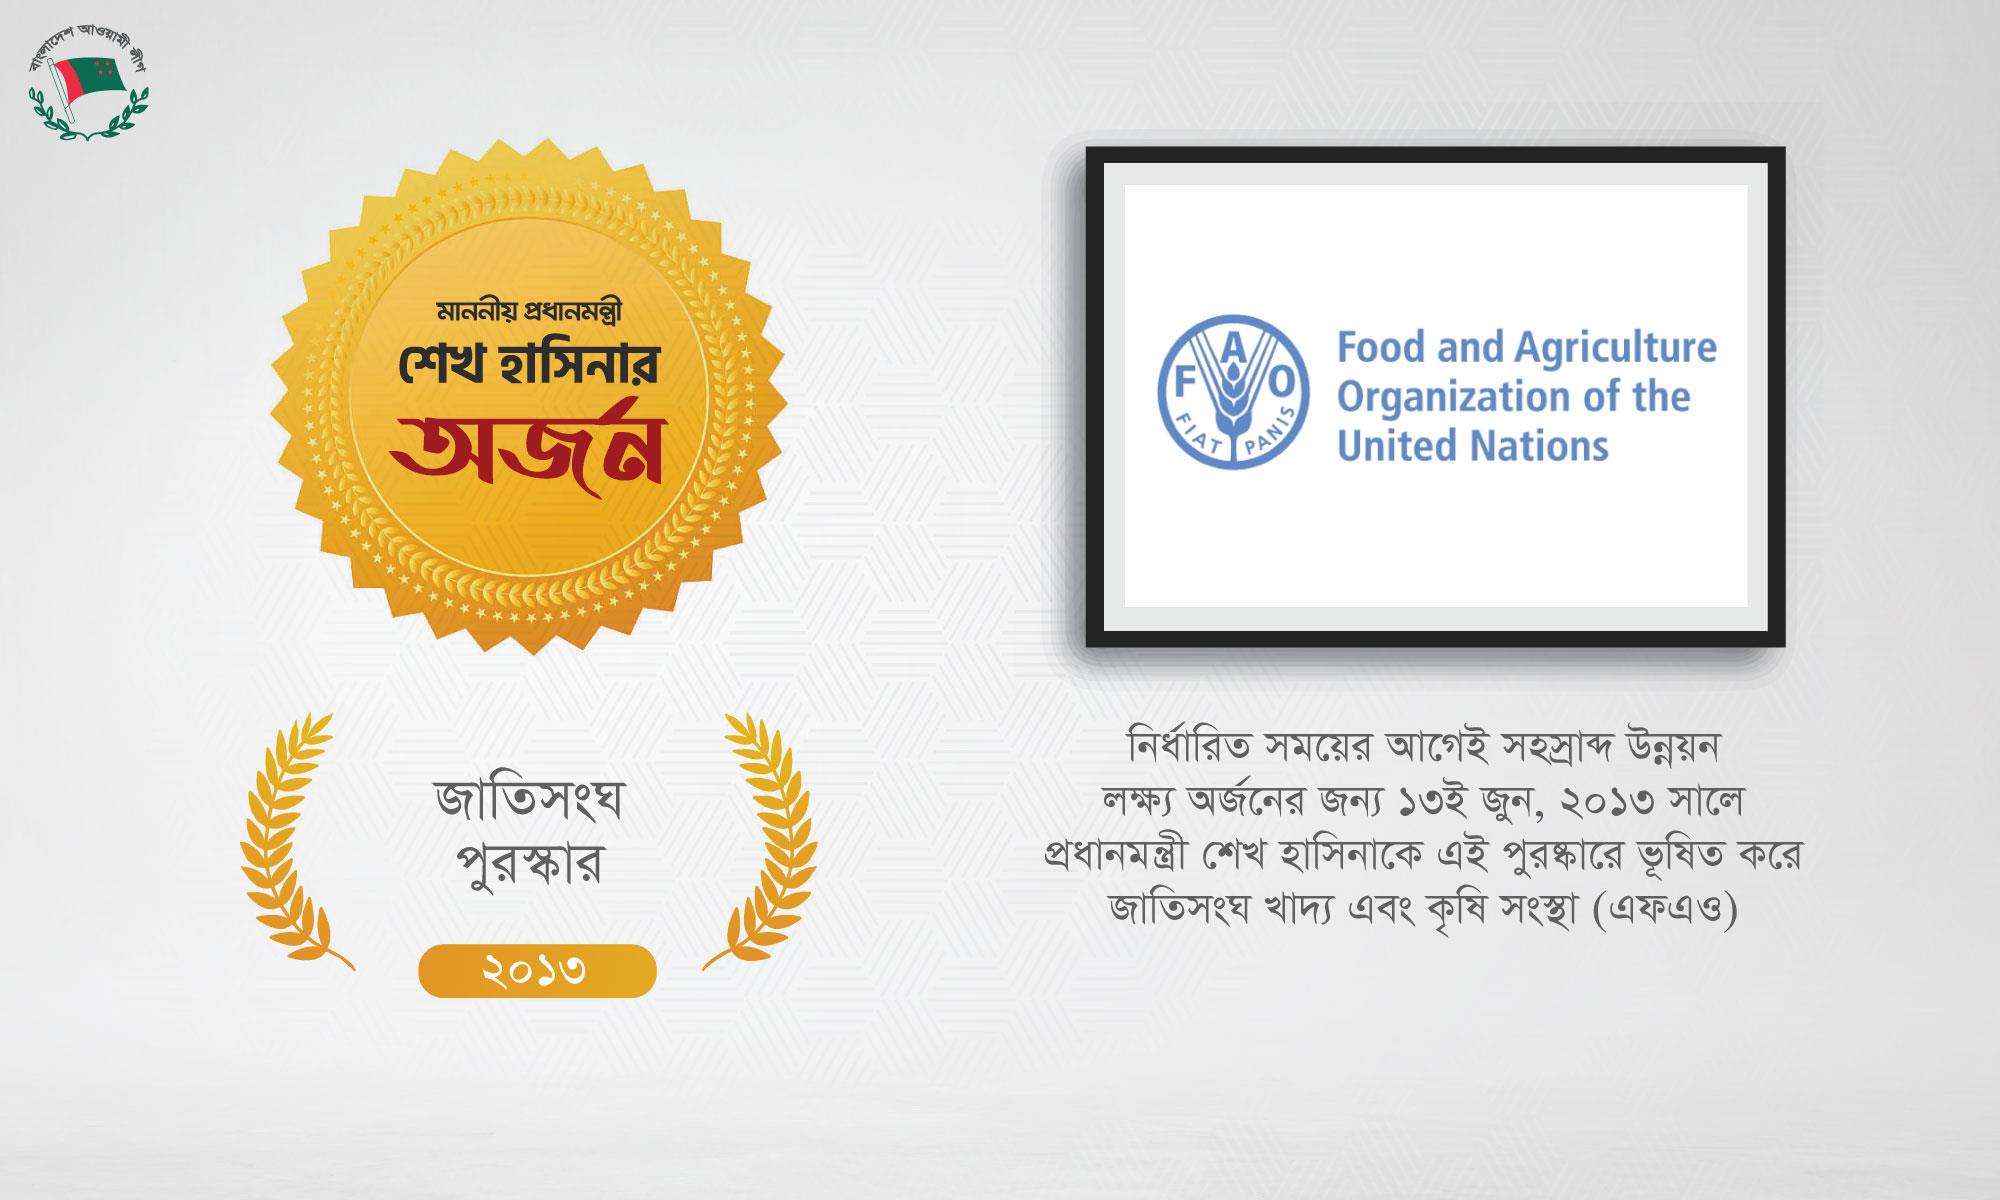 বাংলাদেশ আওয়ামী লীগ
মাননীয় প্রধানমন্ত্রী
শেখ হাসিনার
অর্জন
জাতিসংঘ
পুরস্কার
২০১৩
F A O
FIAT PANIS
Food and Agriculture
Organization of the
United Nations
নির্ধারিত সময়ের আগেই সহস্রাব্দ উন্নয়ন
লক্ষ্য অর্জনের জন্য ১৩ই জুন, ২০১৩ সালে
প্রধানমন্ত্রী শেখ হাসিনাকে এই পুরষ্কারে ভূষিত করে
জাতিসংঘ খাদ্য এবং কৃষি সংস্থা (এফএও)